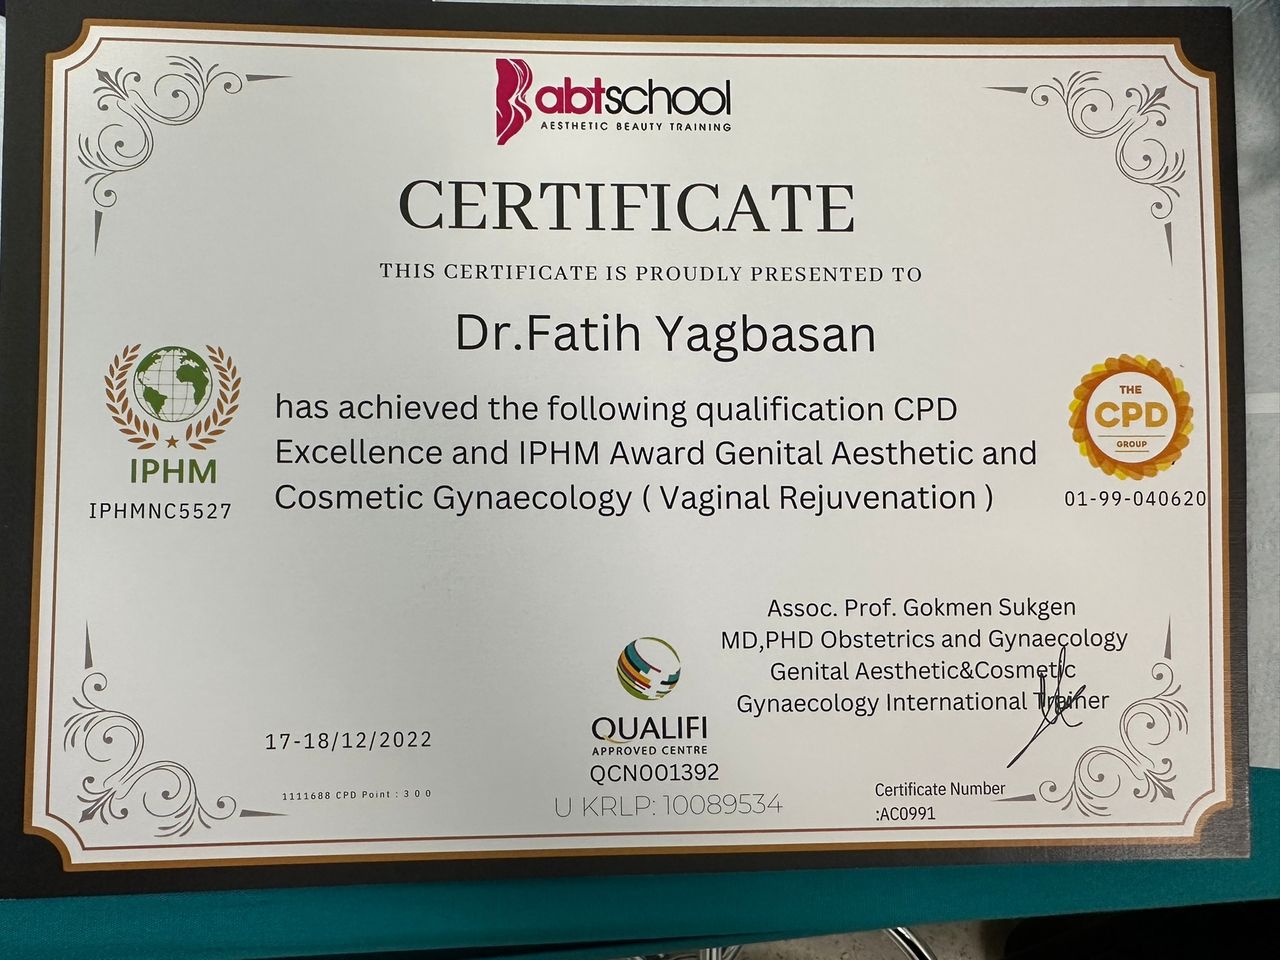 abtschool
AESTHETIC BEAUTY TRAINING
CERTIFICATE
THIS CERTIFICATE IS PROUDLY PRESENTED TO
Dr.Fatih Yagbasan
has achieved the following qualification CPD
Excellence and IPHM Award Genital Aesthetic and
Cosmetic Gynaecology ( Vaginal Rejuvenation )
IPHM
IPHMNC5527
THE
CPD
GROUP
01-99-040620
Assoc. Prof. Gokmen Sukgen
MD,PHD Obstetrics and Gynaecology
Genital Aesthetic&Cosmetic
Gynaecology International Trainer
17-18/12/2022
1111688 CPD Point : 3 0 0
QUALIFI
APPROVED CENTRE
QCN001392
U KRLP: 10089534
Certificate Number
:AC0991